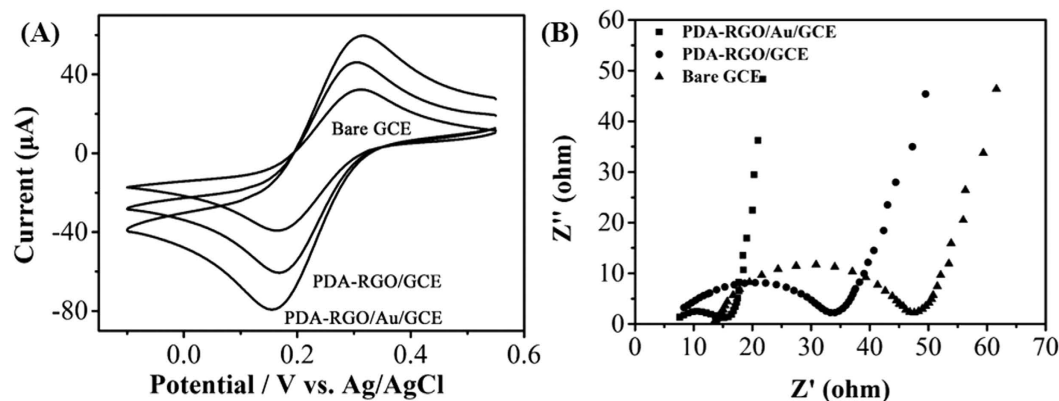 (A)
40
0
-40
-80
Current (μA)
Bare GCE
PDA-RGO/GCE
PDA-RGO/Au/GCE
0.0 0.2 0.4 0.6
Potential / V vs. Ag/AgCl
(B)
PDA-RGO/Au/GCE
PDA-RGO/GCE
Bare GCE
60
50
40
30
20
10
0
Z'' (ohm)
0 10 20 30 40 50 60 70
Z' (ohm)